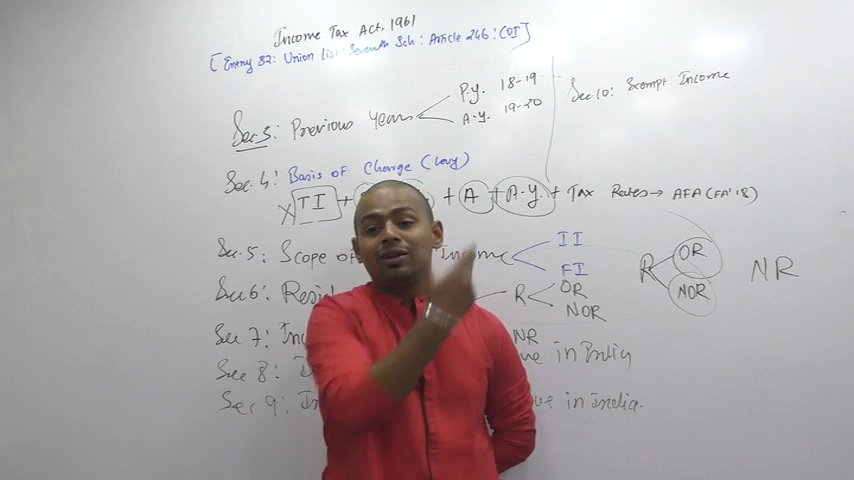 Income Tax Act, 1961
[Entry 82: Union List: Seventh Sch: Article 246: COI]
Sec.3: Previous Years P.Y. 18-19
A.Y. 19-20
Sec.10: Exempt Income
Sec.4: Basis of Charge (Levy)
X TI + + A + A.Y + Tax Rates → AFA (FA'18)
Sec.5: Scope of Income II
FI
R OR
NOR
NR
Sec 6: R OR
NOR
Sec 7: NR
in India
Sec 8:
Sec 9: in India.